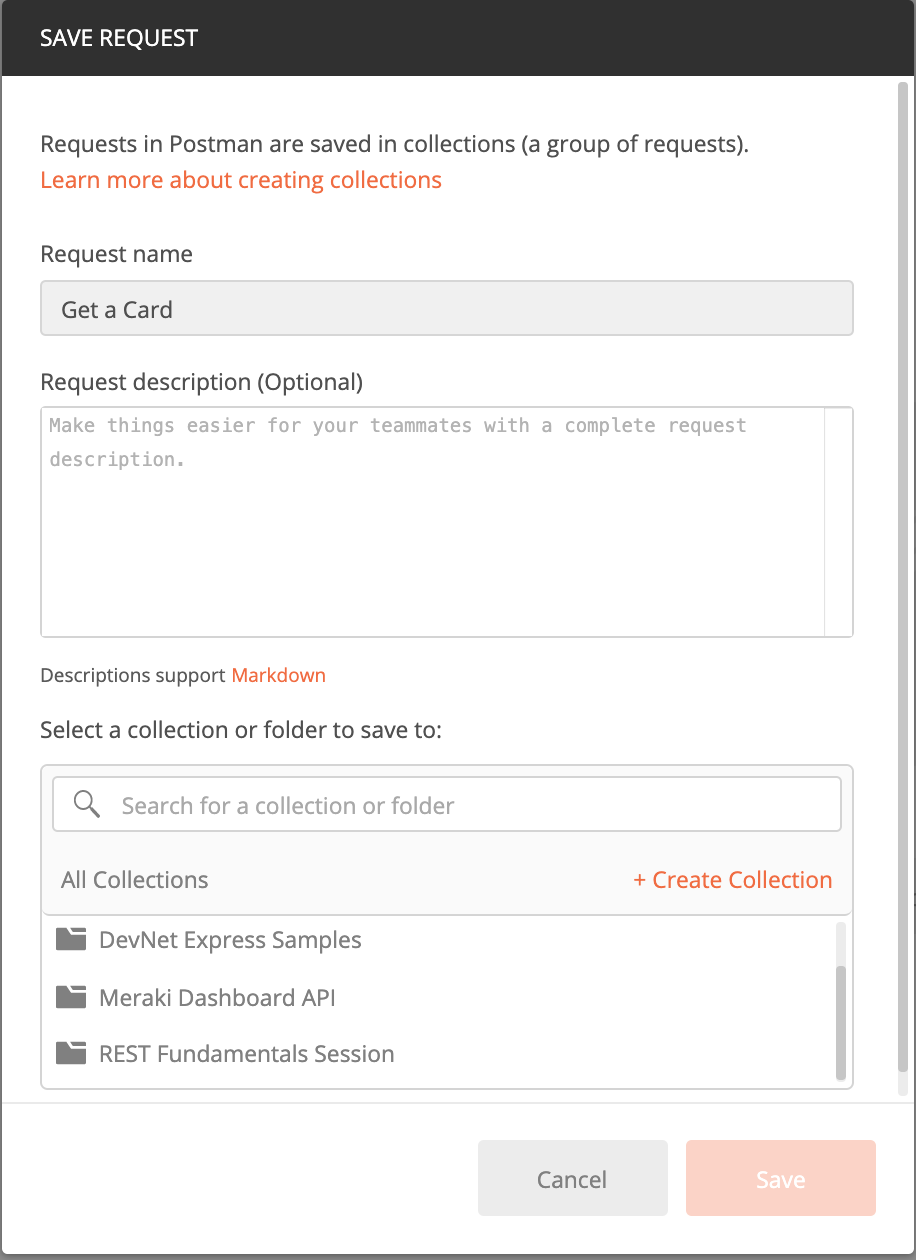 SAVE REQUEST
Requests in Postman are saved in collections (a group of requests).
Learn more about creating collections
Request name
Get a Card
Request description (Optional)
Make things easier for your teammates with a complete request
description.
Descriptions support Markdown
Select a collection or folder to save to:
Search for a collection or folder
All Collections + Create Collection
DevNet Express Samples
Meraki Dashboard API
REST Fundamentals Session
Cancel Save